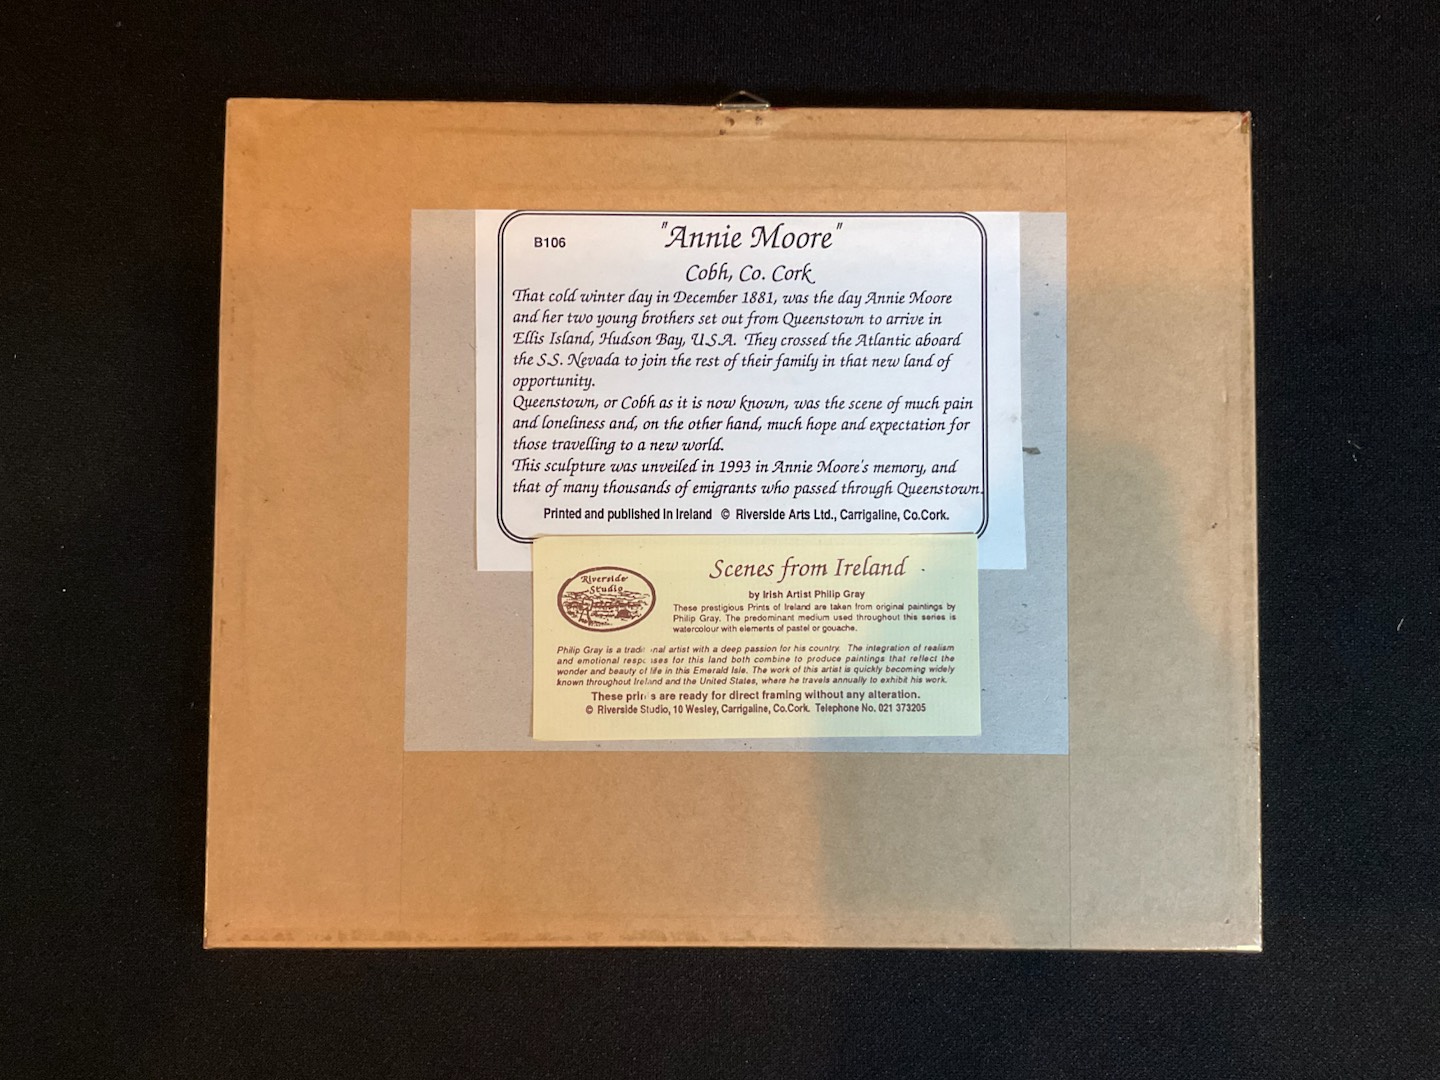 B106
"Annie Moore"
Cobh, Co. Cork
That cold winter day in December 1881, was the day Annie Moore
and her two young brothers set out from Queenstown to arrive in
Ellis Island, Hudson Bay, U.S.A. They crossed the Atlantic aboard
the S.S. Nevada to join the rest of their family in that new land of
opportunity.
Queenstown, or Cobh as it is now known, was the scene of much pain
and loneliness and, on the other hand, much hope and expectation for
those travelling to a new world.
This sculpture was unveiled in 1993 in Annie Moore's memory, and
that of many thousands of emigrants who passed through Queenstown.
Printed and published in Ireland © Riverside Arts Ltd., Carrigaline, Co.Cork.
Riverside
Studio
Scenes from Ireland
by Irish Artist Philip Gray
These prestigious Prints of Ireland are taken from original paintings by
Philip Gray. The predominant medium used throughout this series is
watercolour with elements of pastel or gouache.
Philip Gray is a traditional artist with a deep passion for his country. The integration of realism
and emotional responses for this land both combine to produce paintings that reflect the
wonder and beauty of life in this Emerald Isle. The work of this artist is quickly becoming widely
known throughout Ireland and the United States, where he travels annually to exhibit his work.
These prints are ready for direct framing without any alteration.
© Riverside Studio, 10 Wesley, Carrigaline, Co.Cork. Telephone No. 021 373205